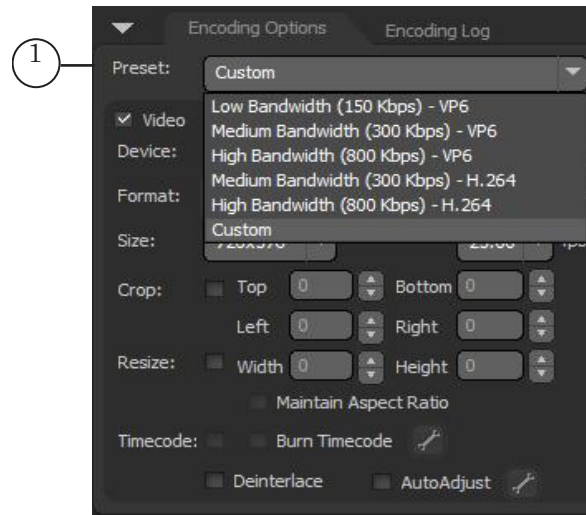 Encoding Options Encoding Log
1
Preset: Custom
Low Bandwidth (150 Kbps) - VP6
Video
Medium Bandwidth (300 Kbps) - VP6
Device:
High Bandwidth (800 Kbps) - VP6
Medium Bandwidth (300 Kbps) - H.264
Format:
High Bandwidth (800 Kbps) - H.264
Custom
Size:
Crop: Top 0 Bottom 0
Left 0 Right 0
Resize: Width 0 Height 0
Maintain Aspect Ratio
Timecode: Burn Timecode
Deinterlace AutoAdjust